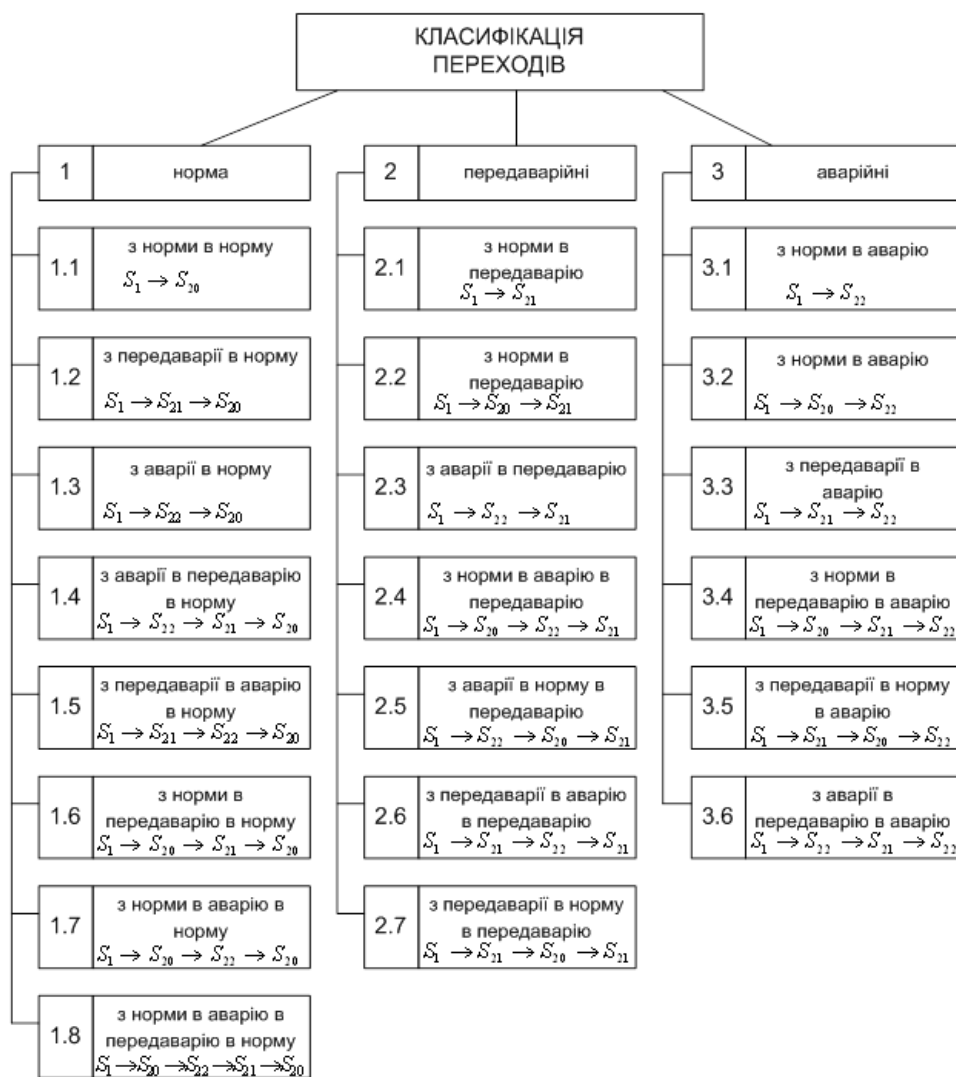 КЛАСИФІКАЦІЯ
ПЕРЕХОДІВ
1 норма
1.1 з норми в норму
S₁ → S₂₀
1.2 з передаварії в норму
S₁ → S₂₁ → S₂₀
1.3 з аварії в норму
S₁ → S₂₂ → S₂₀
1.4 з аварії в передаварію
в норму
S₁ → S₂₂ → S₂₁ → S₂₀
1.5 з передаварії в аварію
в норму
S₁ → S₂₁ → S₂₂ → S₂₀
1.6 з норми в
передаварію в норму
S₁ → S₂₀ → S₂₁ → S₂₀
1.7 з норми в аварію в
норму
S₁ → S₂₀ → S₂₂ → S₂₀
1.8 з норми в аварію в
передаварію в норму
S₁ → S₂₀ → S₂₂ → S₂₁ → S₂₀
2 передаварійні
2.1 з норми в
передаварію
S₁ → S₂₁
2.2 з норми в
передаварію
S₁ → S₂₀ → S₂₁
2.3 з аварії в передаварію
S₁ → S₂₂ → S₂₁
2.4 з норми в аварію в
передаварію
S₁ → S₂₀ → S₂₂ → S₂₁
2.5 з аварії в норму в
передаварію
S₁ → S₂₂ → S₂₀ → S₂₁
2.6 з передаварії в аварію
в передаварію
S₁ → S₂₁ → S₂₂ → S₂₁
2.7 з передаварії в норму
в передаварію
S₁ → S₂₁ → S₂₀ → S₂₁
3 аварійні
3.1 з норми в аварію
S₁ → S₂₂
3.2 з норми в аварію
S₁ → S₂₀ → S₂₂
3.3 з передаварії в
аварію
S₁ → S₂₁ → S₂₂
3.4 з норми в
передаварію в аварію
S₁ → S₂₀ → S₂₁ → S₂₂
3.5 з передаварії в норму
в аварію
S₁ → S₂₁ → S₂₀ → S₂₂
3.6 з аварії в
передаварію в аварію
S₁ → S₂₂ → S₂₁ → S₂₂